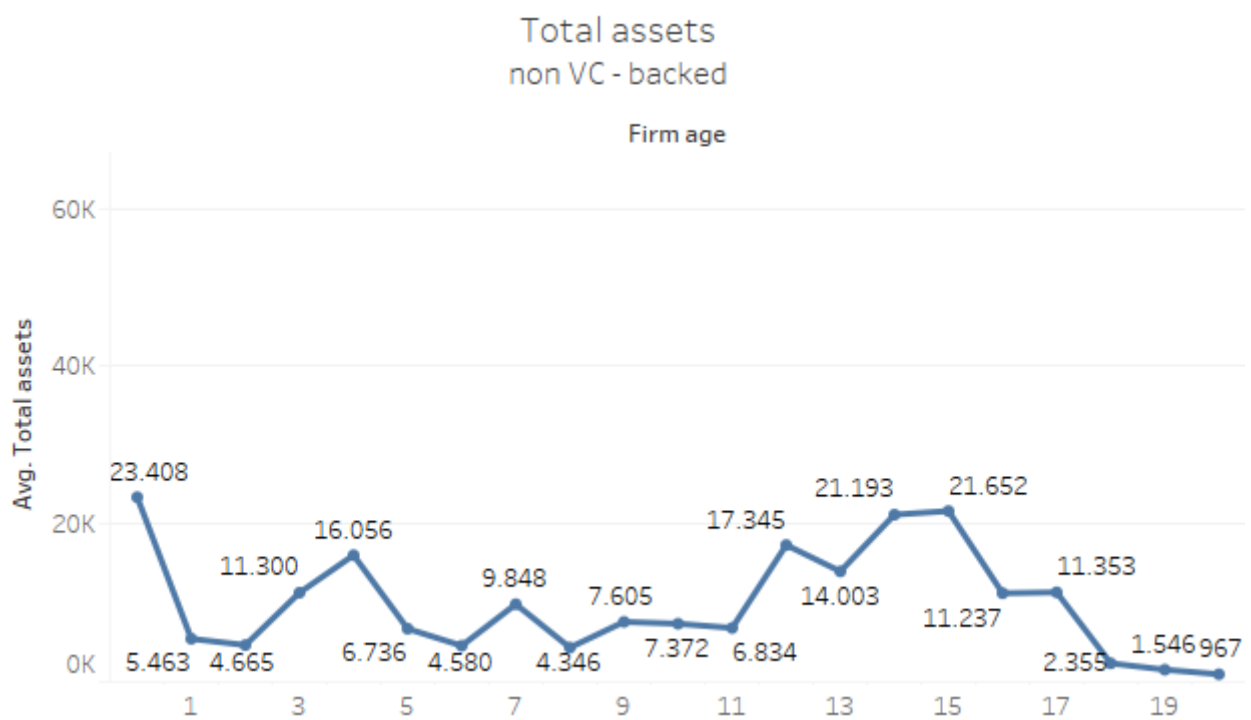 Total assets
non VC - backed
Firm age
60K
40K
20K
0K
Avg. Total assets
23.408
5.463
4.665
11.300
16.056
6.736
4.580
9.848
4.346
7.605
7.372
6.834
17.345
14.003
21.193
21.652
11.237
11.353
2.355
1.546
967
1 3 5 7 9 11 13 15 17 19